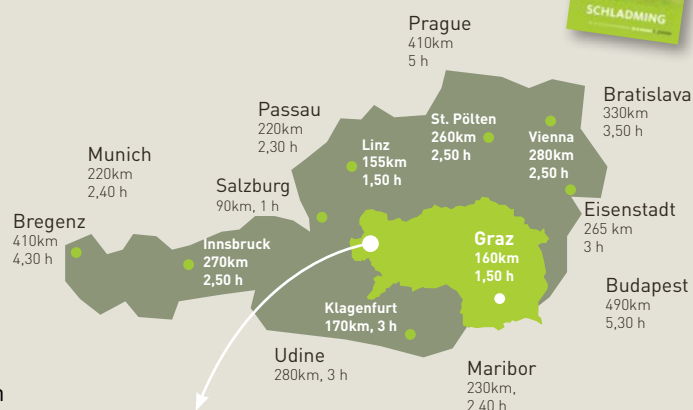 SCHLADMING
Prague
410km
5 h
Bratislava
330km
3,50 h
Passau
220km
2,30 h
St. Pölten
260km
2,50 h
Vienna
280km
2,50 h
Linz
155km
1,50 h
Munich
220km
2,40 h
Salzburg
90km, 1 h
Eisenstadt
265 km
3 h
Bregenz
410km
4,30 h
Innsbruck
270km
2,50 h
Graz
160km
1,50 h
Budapest
490km
5,30 h
Klagenfurt
170km, 3 h
Udine
280km, 3 h
Maribor
230km,
2,40 h